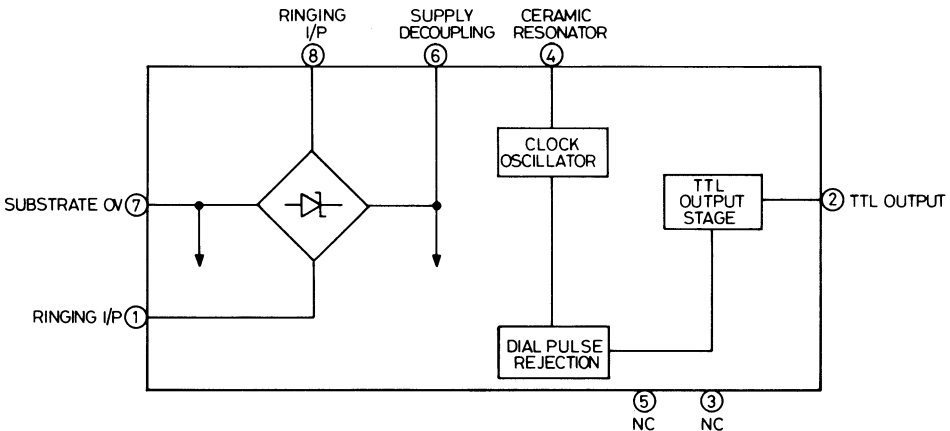 RINGING
I/P
⑧
SUPPLY
DECOUPLING
⑥
CERAMIC
RESONATOR
④
CLOCK
OSCILLATOR
SUBSTRATE OV ⑦
TTL
OUTPUT
STAGE
② TTL OUTPUT
RINGING I/P ①
DIAL PULSE
REJECTION
⑤
NC
③
NC